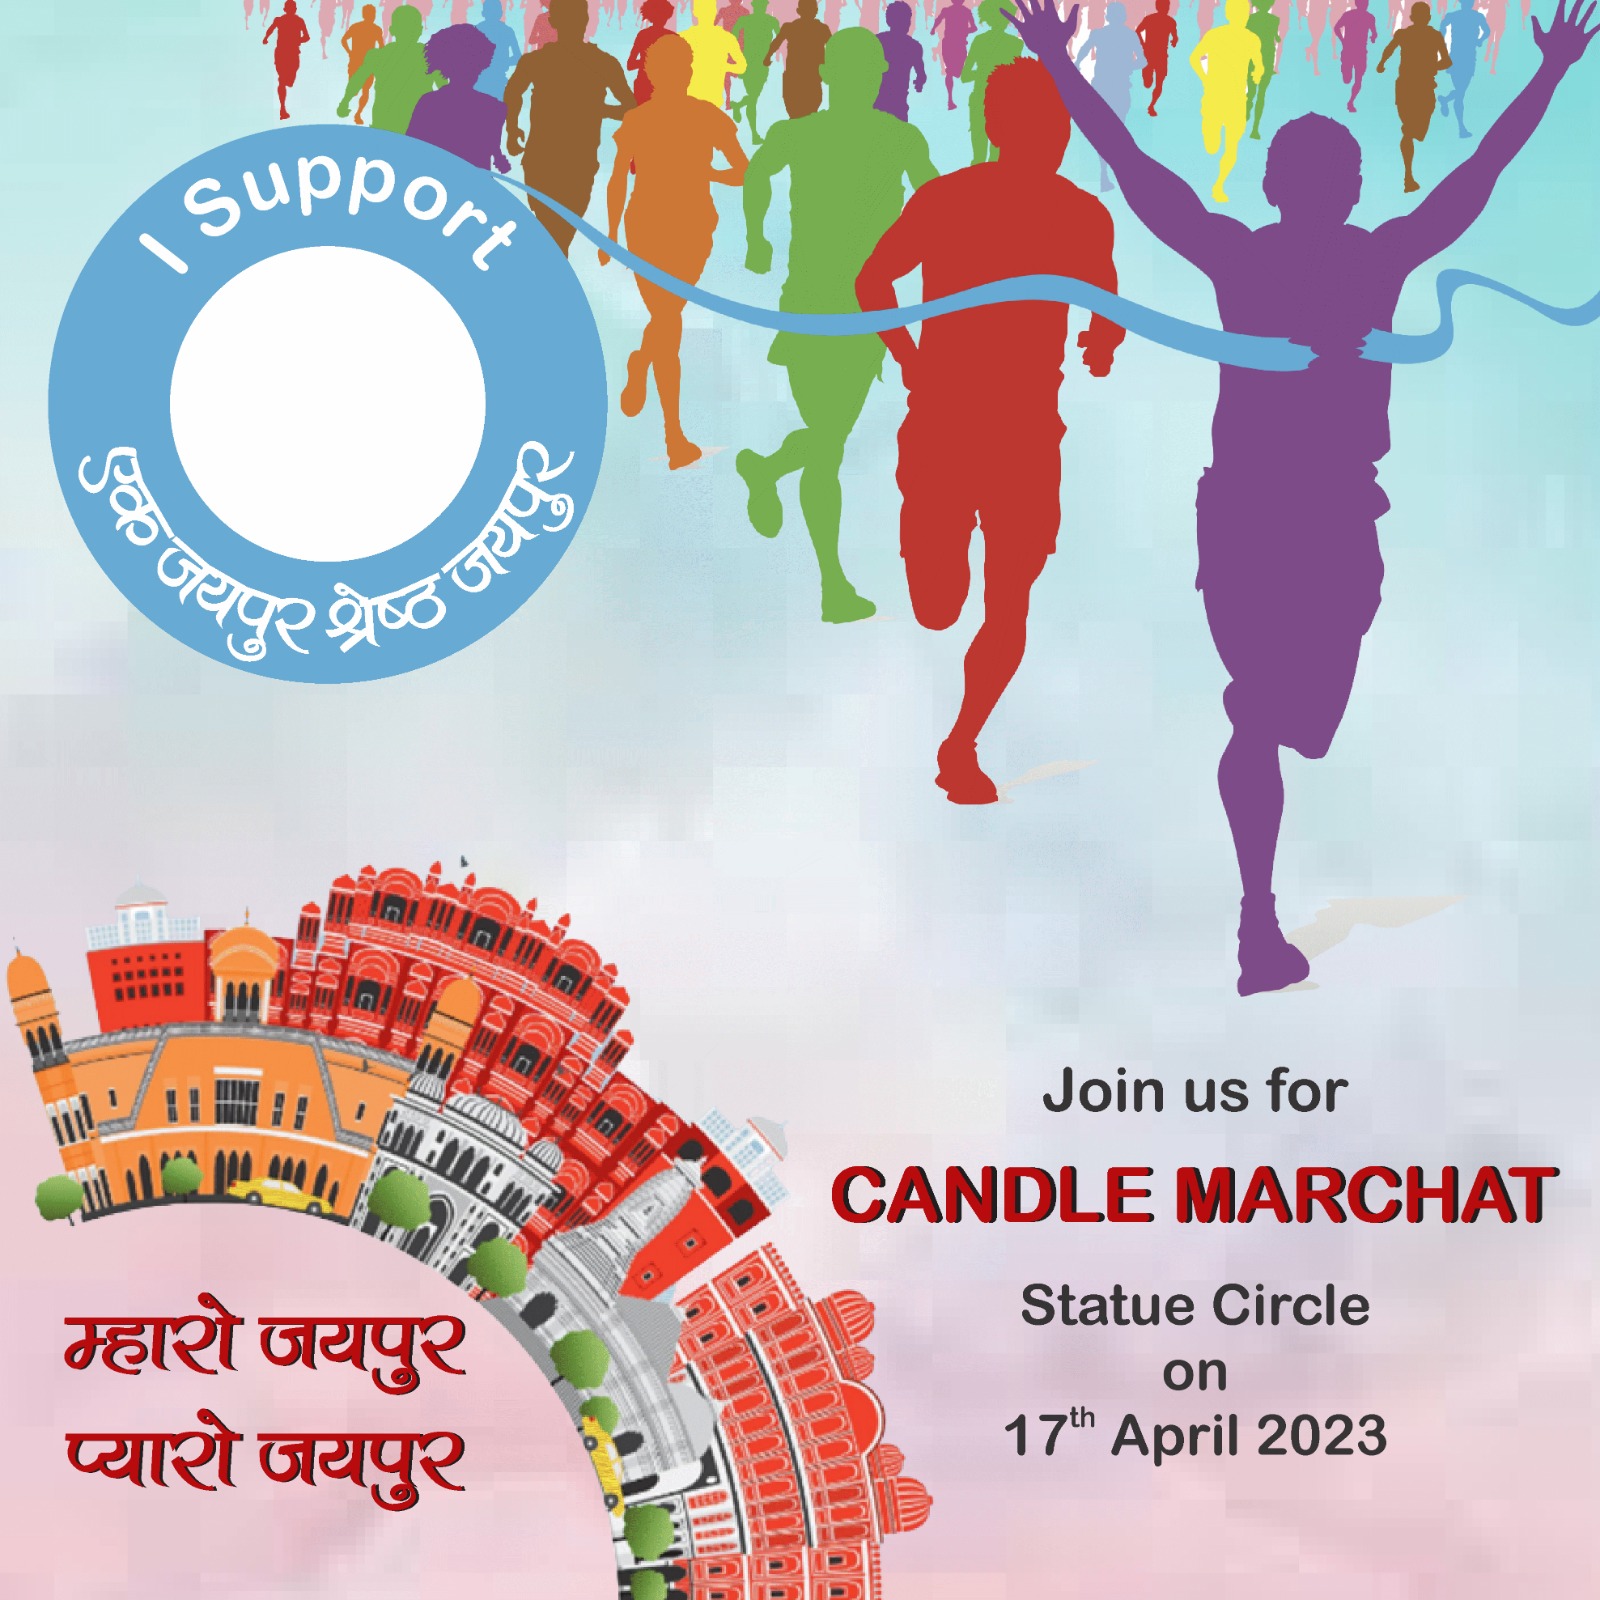 I Support
एक जयपुर श्रेष्ठ जयपुर
म्हारो जयपुर
प्यारो जयपुर
Join us for
CANDLE MARCHAT
Statue Circle
on
17th April 2023